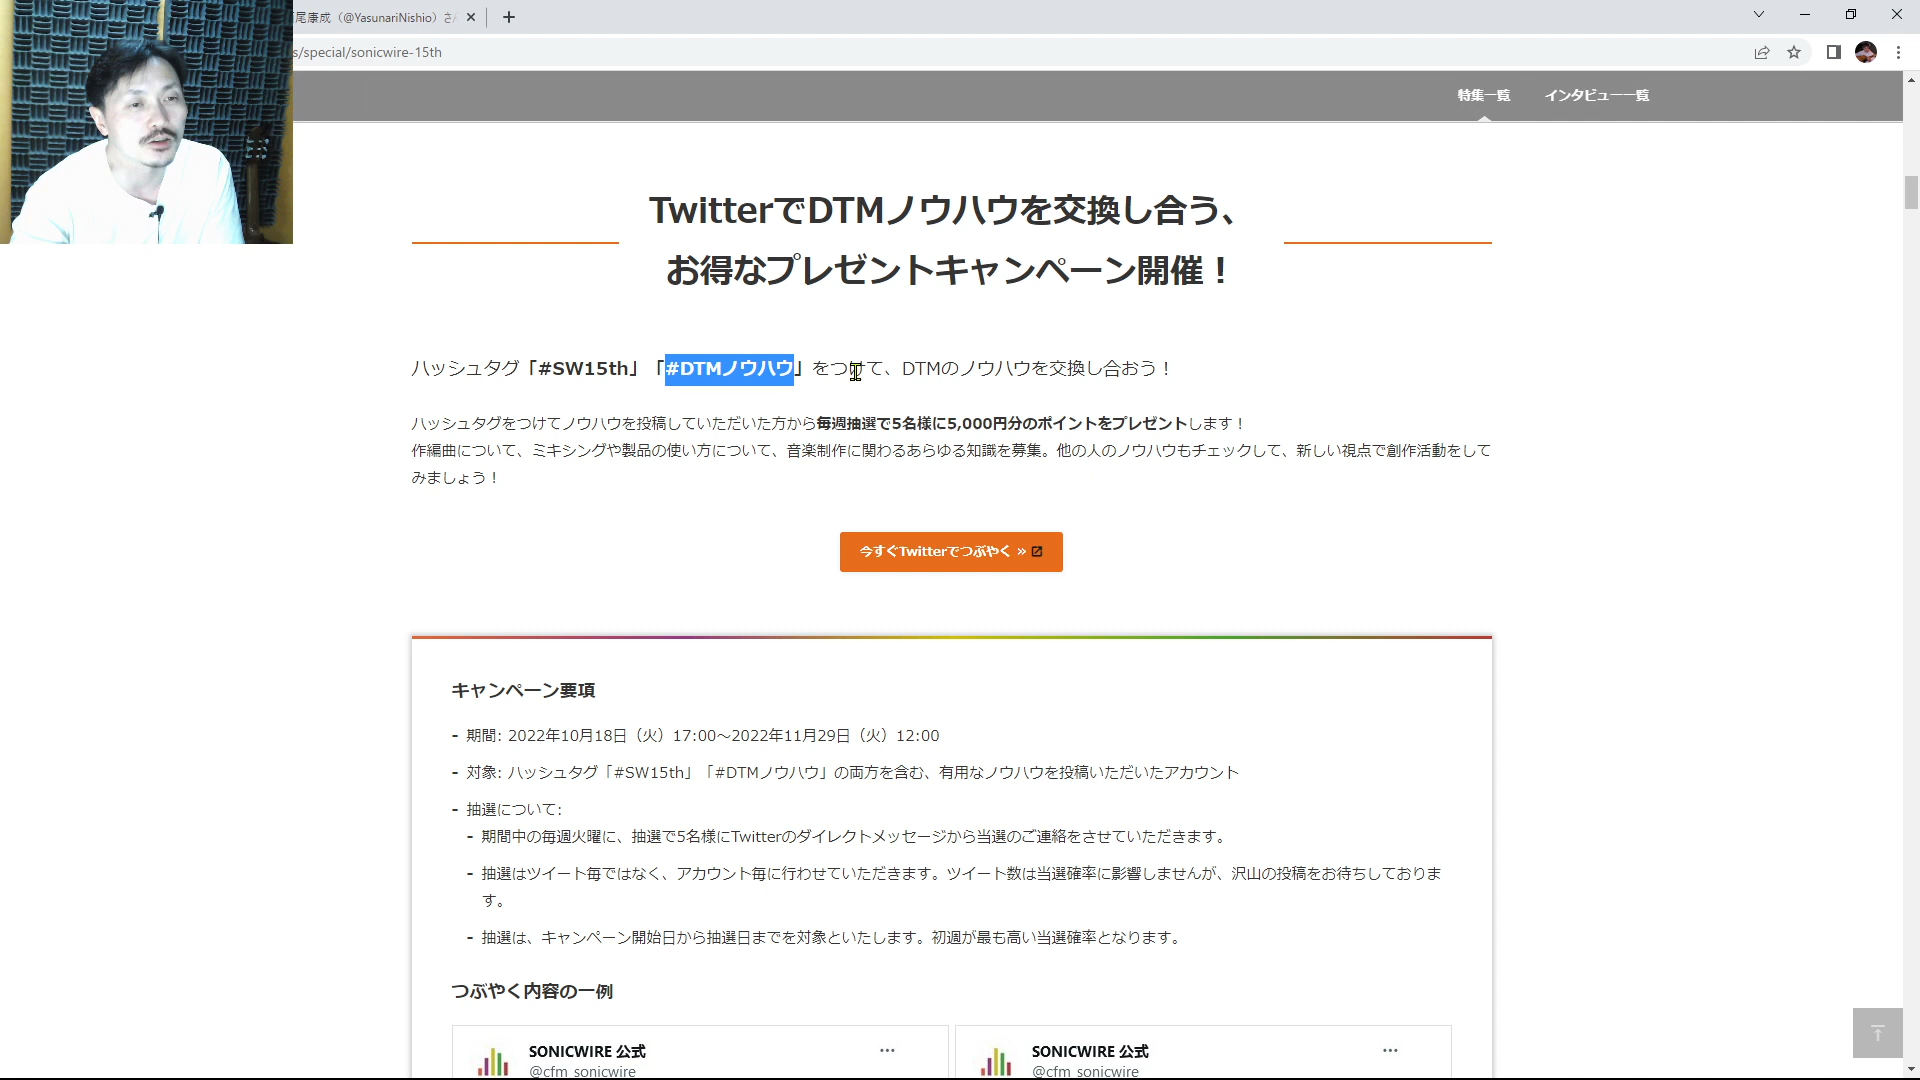 尾康成（@YasunariNishio）さ
s/special/sonicwire-15th
特集一覧
インタビュー一覧
TwitterでDTMノウハウを交換し合う、
お得なプレゼントキャンペーン開催！
ハッシュタグ「#SW15th」「#DTMノウハウ」をつけて、DTMのノウハウを交換し合おう！
ハッシュタグをつけてノウハウを投稿していただいた方から毎週抽選で5名様に5,000円分のポイントをプレゼントします！
作編曲について、ミキシングや製品の使い方について、音楽制作に関わるあらゆる知識を募集。他の人のノウハウもチェックして、新しい視点で創作活動をして
みましょう！
今すぐTwitterでつぶやく »
キャンペーン要項
- 期間: 2022年10月18日（火）17:00～2022年11月29日（火）12:00
- 対象: ハッシュタグ「#SW15th」「#DTMノウハウ」の両方を含む、有用なノウハウを投稿いただいたアカウント
- 抽選について:
- 期間中の毎週火曜に、抽選で5名様にTwitterのダイレクトメッセージから当選のご連絡をさせていただきます。
- 抽選はツイート毎ではなく、アカウント毎に行わせていただきます。ツイート数は当選確率に影響しませんが、沢山の投稿をお待ちしておりま
す。
- 抽選は、キャンペーン開始日から抽選日までを対象といたします。初週が最も高い当選確率となります。
つぶやく内容の一例
SONICWIRE 公式
@cfm_sonicwire
SONICWIRE 公式
@cfm_sonicwire